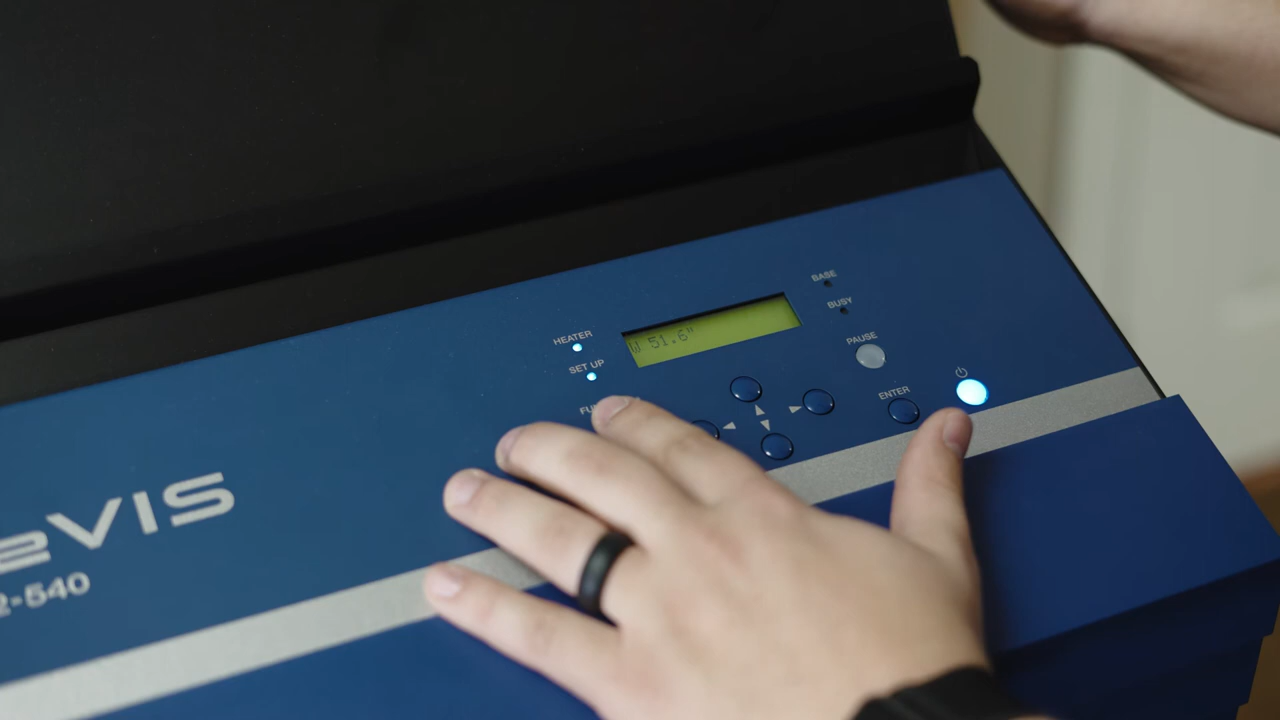 BASE
BUSY
HEATER
W 51.6"
PAUSE
SET UP
ENTER
eVIS
2-540